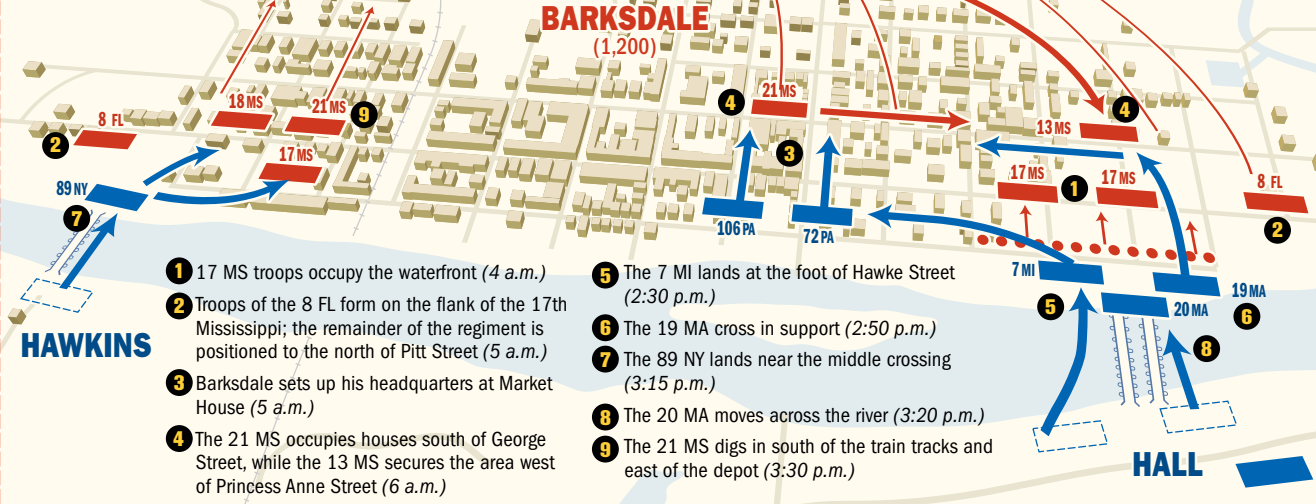 BARKSDALE
(1,200)
18 MS
21 MS
9
8 FL
2
17 MS
89 NY
7
HAWKINS
21 MS
4
3
106 PA
72 PA
4
13 MS
17 MS
1
17 MS
8 FL
2
7 MI
5
20 MA
19 MA
6
8
HALL
1 17 MS troops occupy the waterfront (4 a.m.)
2 Troops of the 8 FL form on the flank of the 17th
Mississippi; the remainder of the regiment is
positioned to the north of Pitt Street (5 a.m.)
3 Barksdale sets up his headquarters at Market
House (5 a.m.)
4 The 21 MS occupies houses south of George
Street, while the 13 MS secures the area west
of Princess Anne Street (6 a.m.)
5 The 7 MI lands at the foot of Hawke Street
(2:30 p.m.)
6 The 19 MA cross in support (2:50 p.m.)
7 The 89 NY lands near the middle crossing
(3:15 p.m.)
8 The 20 MA moves across the river (3:20 p.m.)
9 The 21 MS digs in south of the train tracks and
east of the depot (3:30 p.m.)